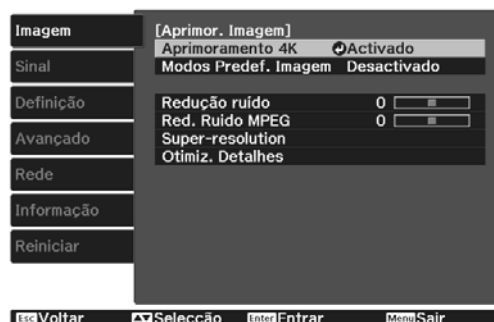 Imagem
Sinal
Definição
Avançado
Rede
Informação
Reiniciar
[Aprimor. Imagem]
Aprimoramento 4K Activado
Modos Predef. Imagem Desactivado
Redução ruído 0
Red. Ruido MPEG 0
Super-resolution
Otimiz. Detalhes
Esc Voltar Selecção Enter Entrar Menu Sair